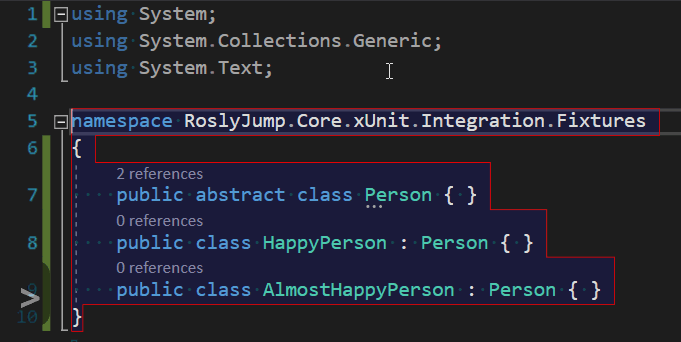 1 using System;
2 using System.Collections.Generic;
3 using System.Text;
4
5 namespace RoslyJump.Core.xUnit.Integration.Fixtures
6 {
2 references
7 public abstract class Person { }
0 references
8 public class HappyPerson : Person { }
0 references
9 public class AlmostHappyPerson : Person { }
10 }